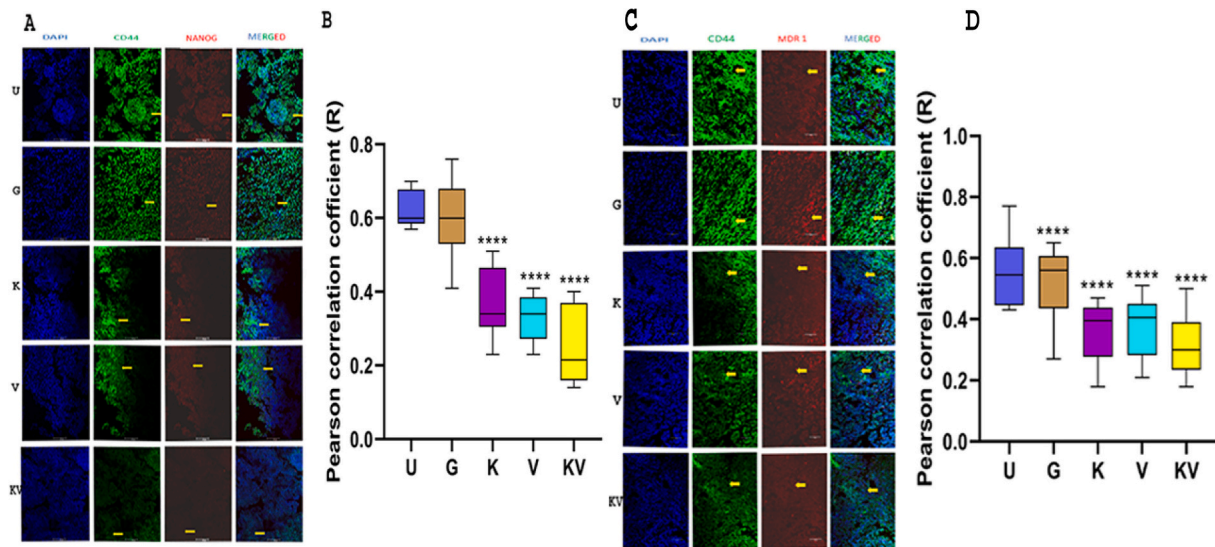 A
DAPI CD44 NANOG MERGED
U
G
K
V
KV
B
Pearson correlation cofficient (R)
0.8
0.6
0.4
0.2
0.0
****
****
****
U G K V KV
C
DAPI CD44 MDR 1 MERGED
U
G
K
V
KV
D
Pearson correlation cofficient (R)
1.0
0.8
0.6
0.4
0.2
0.0
****
****
****
****
U G K V KV